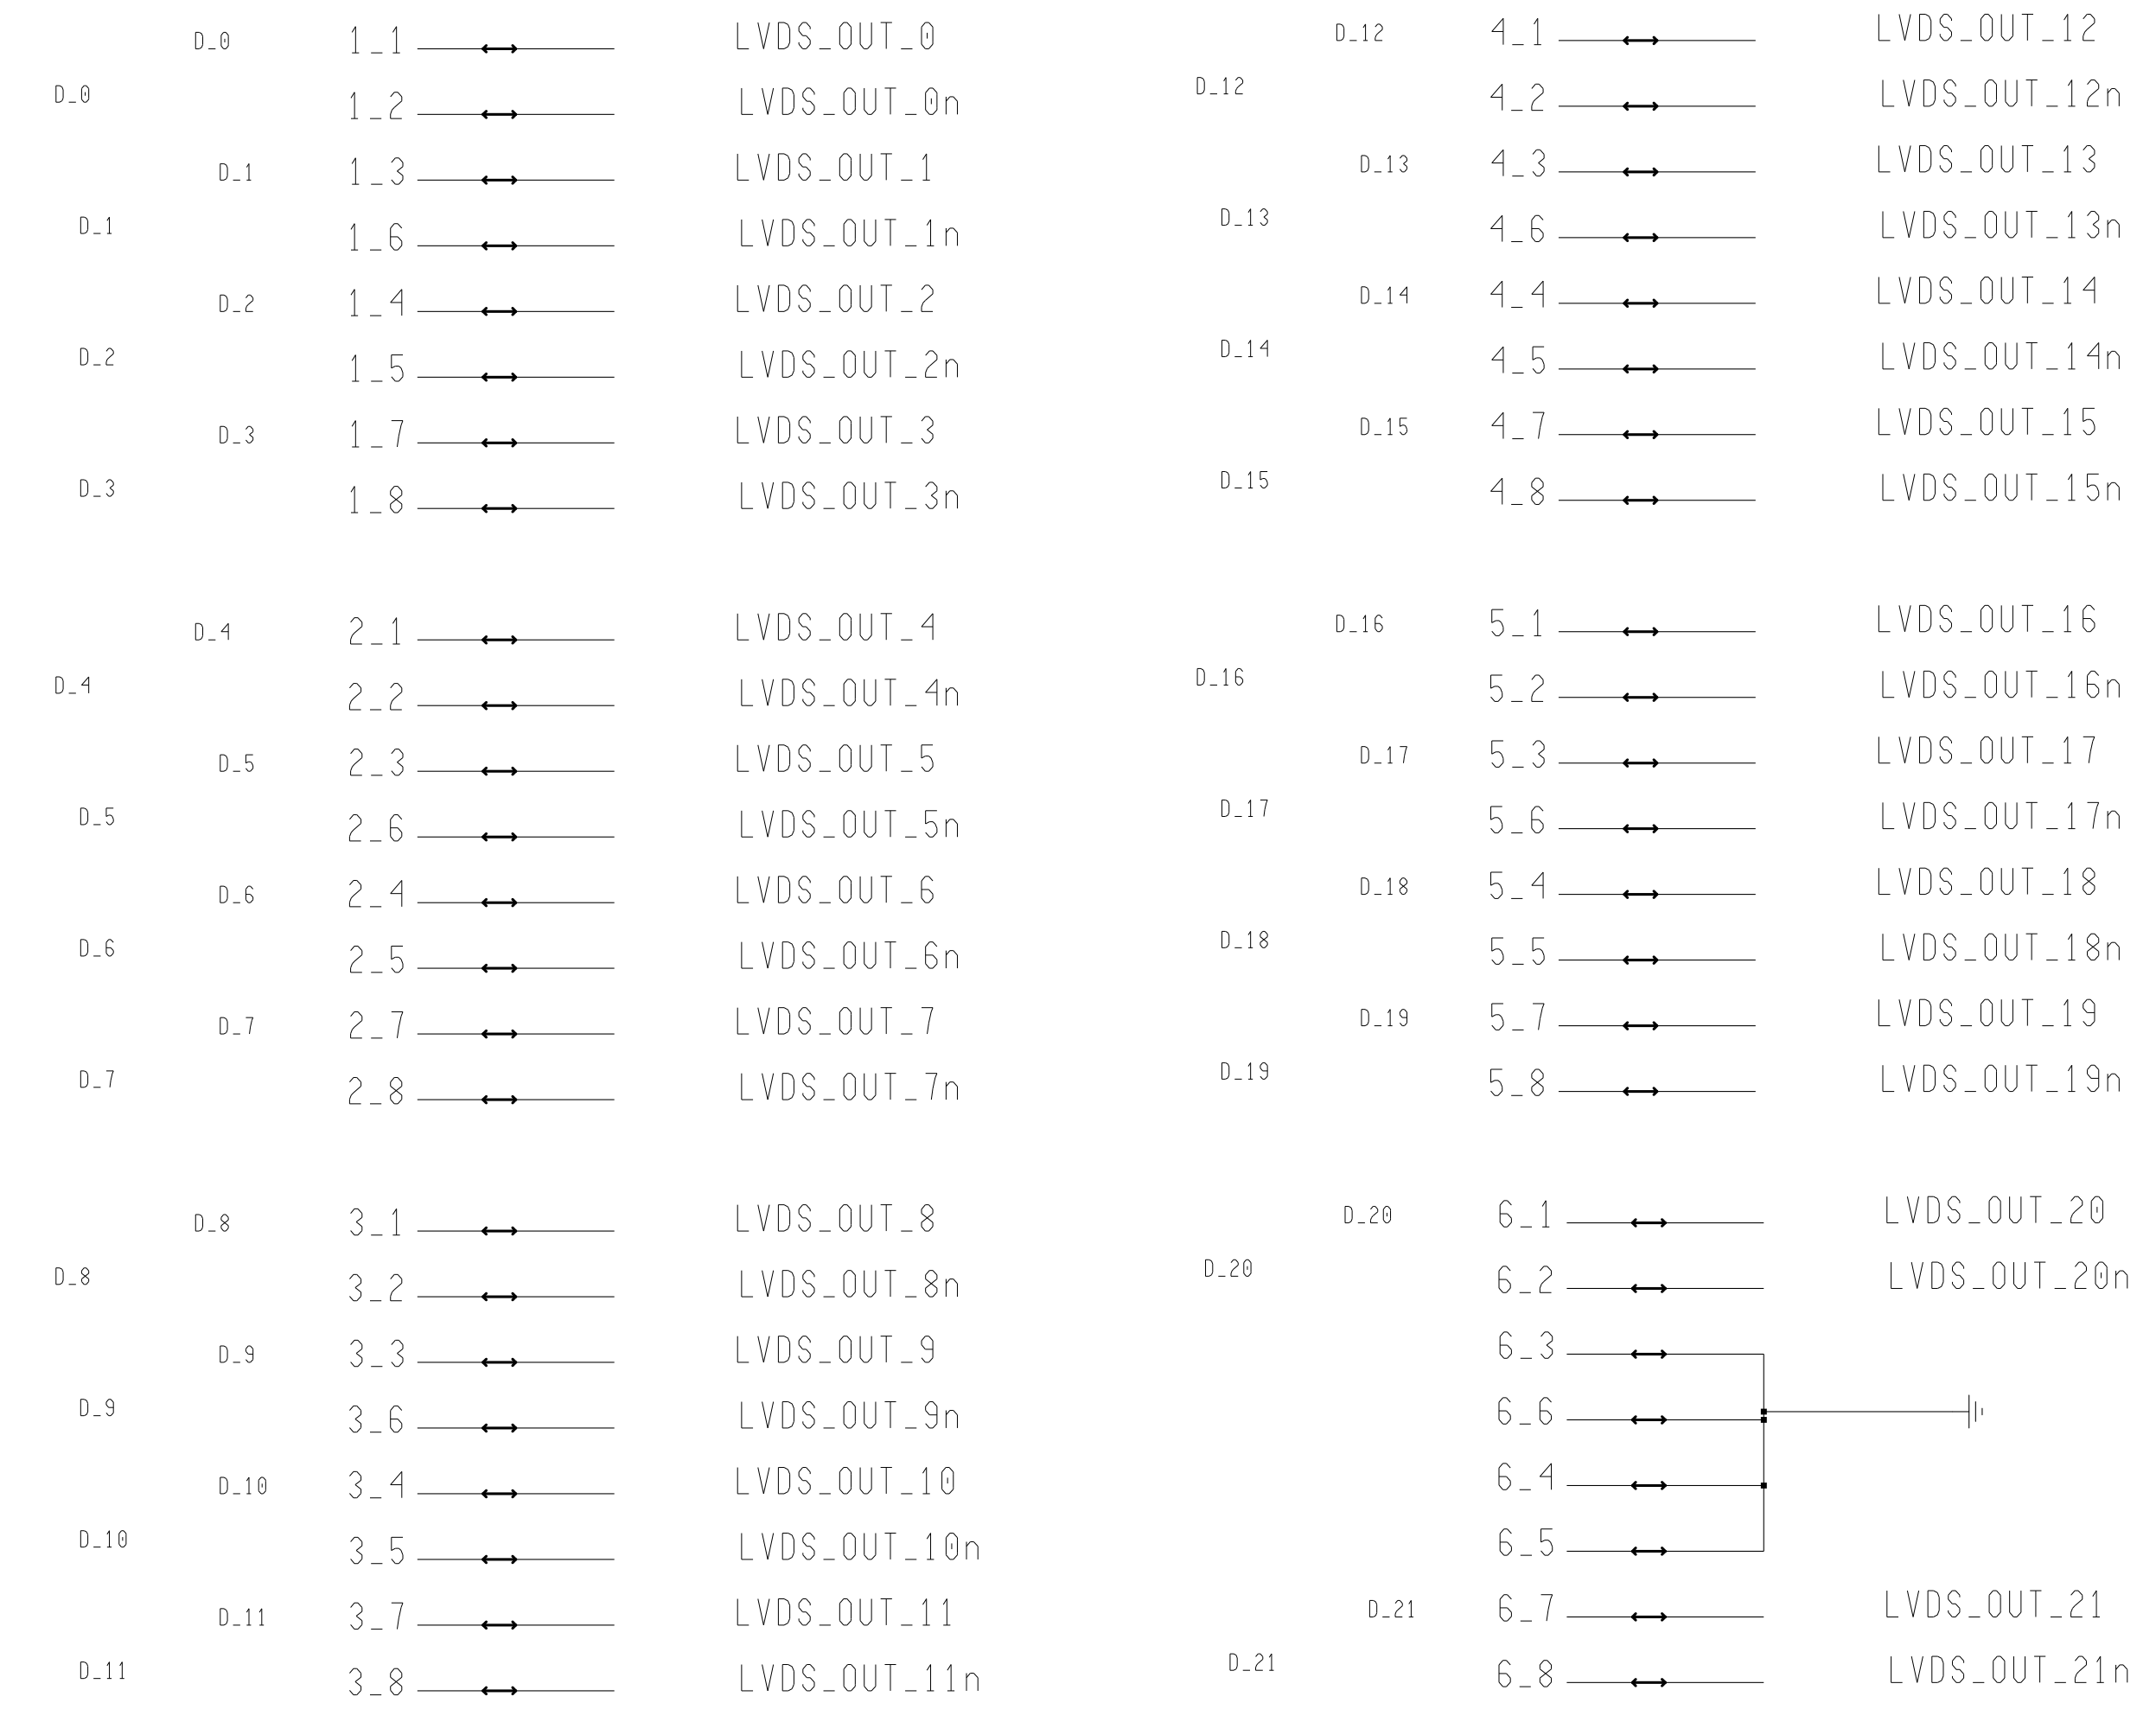 D_0 1_1 LVDS_OUT_0
D_0 1_2 LVDS_OUT_0n
D_1 1_3 LVDS_OUT_1
D_1 1_6 LVDS_OUT_1n
D_2 1_4 LVDS_OUT_2
D_2 1_5 LVDS_OUT_2n
D_3 1_7 LVDS_OUT_3
D_3 1_8 LVDS_OUT_3n
D_4 2_1 LVDS_OUT_4
D_4 2_2 LVDS_OUT_4n
D_5 2_3 LVDS_OUT_5
D_5 2_6 LVDS_OUT_5n
D_6 2_4 LVDS_OUT_6
D_6 2_5 LVDS_OUT_6n
D_7 2_7 LVDS_OUT_7
D_7 2_8 LVDS_OUT_7n
D_8 3_1 LVDS_OUT_8
D_8 3_2 LVDS_OUT_8n
D_9 3_3 LVDS_OUT_9
D_9 3_6 LVDS_OUT_9n
D_10 3_4 LVDS_OUT_10
D_10 3_5 LVDS_OUT_10n
D_11 3_7 LVDS_OUT_11
D_11 3_8 LVDS_OUT_11n
D_12 4_1 LVDS_OUT_12
D_12 4_2 LVDS_OUT_12n
D_13 4_3 LVDS_OUT_13
D_13 4_6 LVDS_OUT_13n
D_14 4_4 LVDS_OUT_14
D_14 4_5 LVDS_OUT_14n
D_15 4_7 LVDS_OUT_15
D_15 4_8 LVDS_OUT_15n
D_16 5_1 LVDS_OUT_16
D_16 5_2 LVDS_OUT_16n
D_17 5_3 LVDS_OUT_17
D_17 5_6 LVDS_OUT_17n
D_18 5_4 LVDS_OUT_18
D_18 5_5 LVDS_OUT_18n
D_19 5_7 LVDS_OUT_19
D_19 5_8 LVDS_OUT_19n
D_20 6_1 LVDS_OUT_20
D_20 6_2 LVDS_OUT_20n
6_3
6_6
6_4
6_5
D_21 6_7 LVDS_OUT_21
D_21 6_8 LVDS_OUT_21n